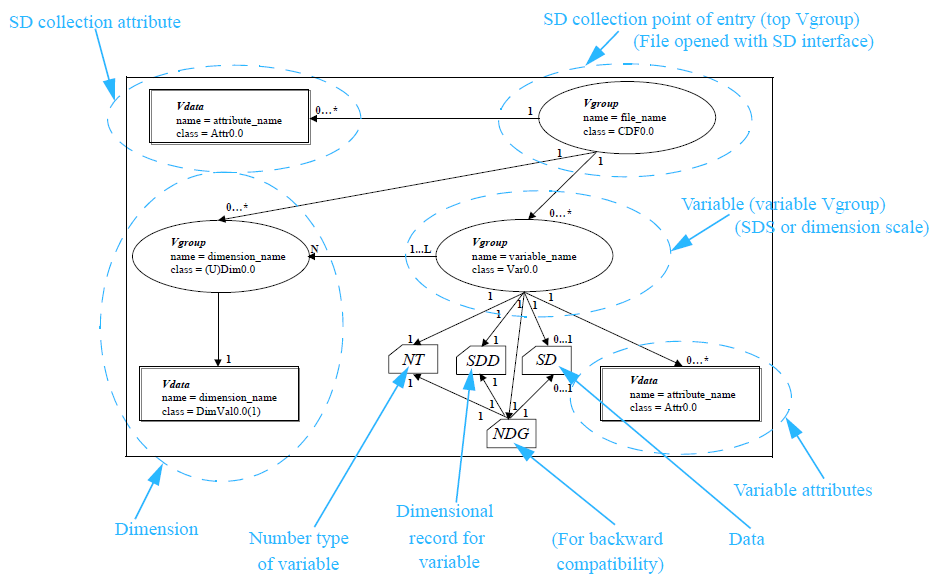 SD collection attribute
SD collection point of entry (top Vgroup)
(File opened with SD interface)
Vdata
name = attribute_name
class = Attr0.0
0…*
1
Vgroup
name = file_name
class = CDF0.0
1
1
0…*
0…*
Variable (variable Vgroup)
(SDS or dimension scale)
Vgroup
name = dimension_name
class = (U)Dim0.0
N
1...L
Vgroup
name = variable_name
class = Var0.0
1
1
1
1
1
1
1
0...1
0…*
1
NT
SDD
SD
Vdata
name = dimension_name
class = DimVal0.0(1)
Vdata
name = attribute_name
class = Attr0.0
1
1
0...1
1
1
1
1
NDG
Dimension
Number type
of variable
Dimensional
record for
variable
(For backward
compatibility)
Data
Variable attributes